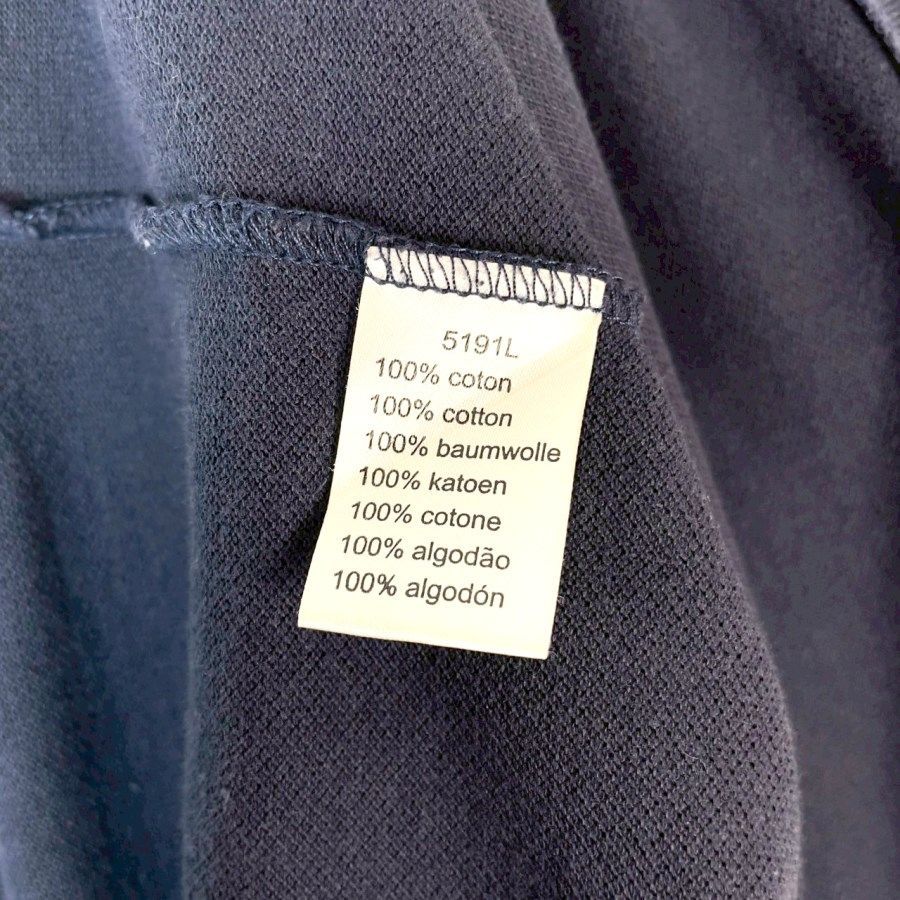 5191L
100% coton
100% cotton
100% baumwolle
100% katoen
100% cotone
100% algodão
100% algodón